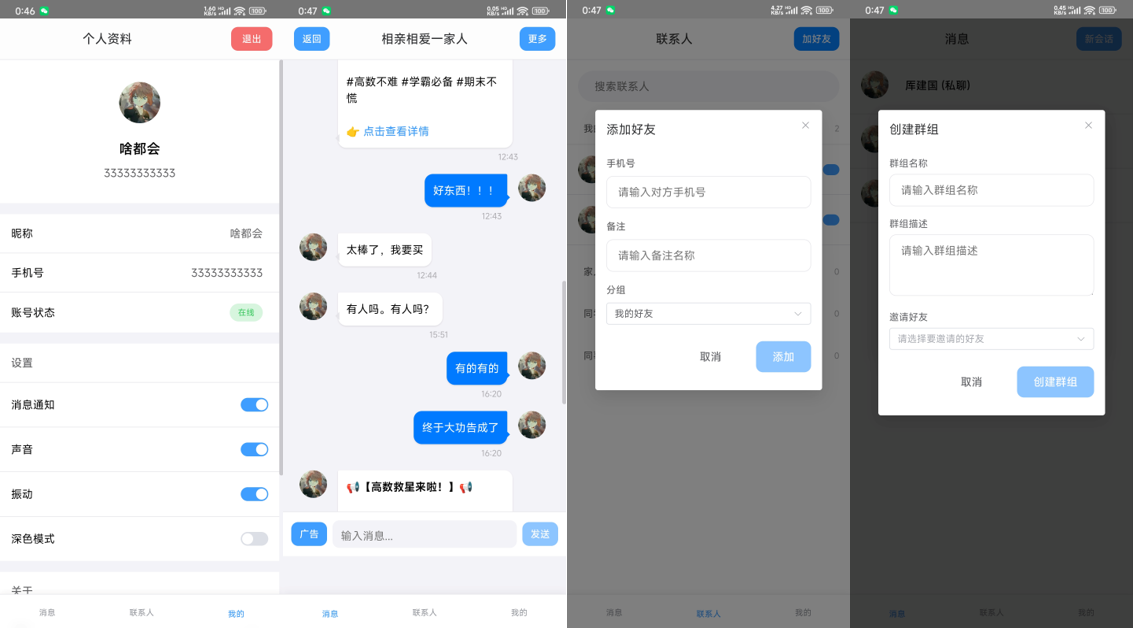 0:46
1.60 KB/s HD 100
个人资料
退出
啥都会
33333333333
昵称
啥都会
手机号
33333333333
账号状态
在线
设置
消息通知
声音
振动
深色模式
关于
消息
联系人
我的
0:47
0.05 KB/s HD 100
返回
相亲相爱一家人
更多
#高数不难 #学霸必备 #期末不
慌
👉 点击查看详情
12:43
好东西！！！
12:43
太棒了，我要买
12:44
有人吗。有人吗？
15:51
有的有的
16:20
终于大功告成了
16:20
📢【高数救星来啦！】📢
广告
输入消息...
发送
消息
联系人
我的
0:47
4.27 KB/s HD 100
联系人
加好友
搜索联系人
我
2
添加好友
手机号
请输入对方手机号
备注
请输入备注名称
分组
我的好友
取消
添加
家
0
同
0
同
0
消息
联系人
我的
0:47
0.45 KB/s HD 100
消息
新会话
厍建国 (私聊)
创建群组
群组名称
请输入群组名称
群组描述
请输入群组描述
邀请好友
请选择要邀请的好友
取消
创建群组
消息
联系人
我的